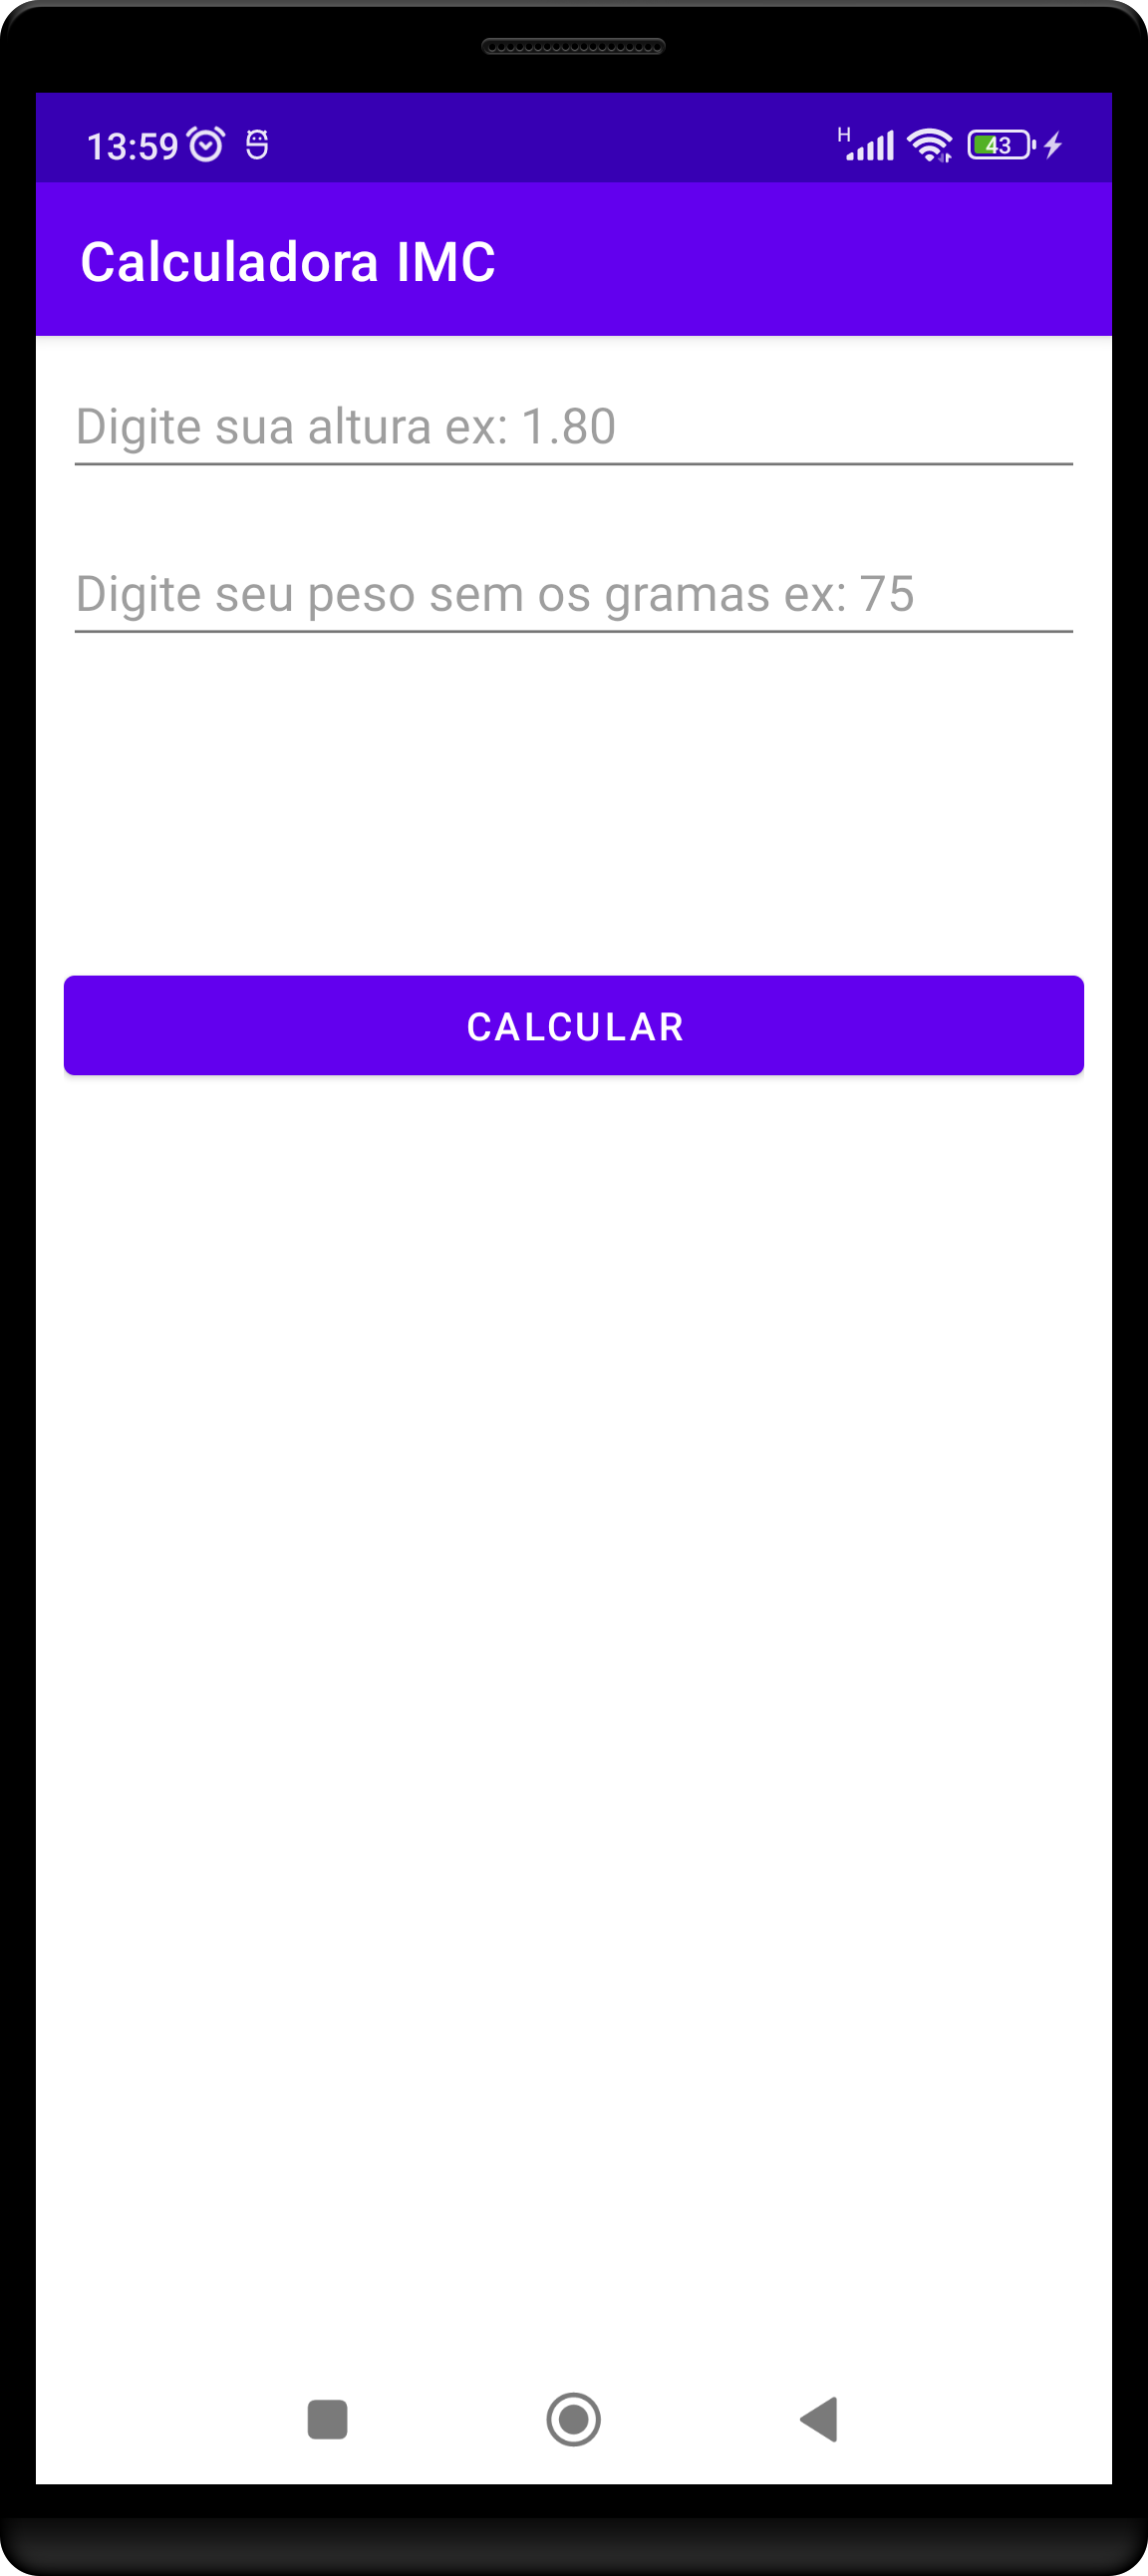 13:59 H 43
Calculadora IMC
Digite sua altura ex: 1.80
Digite seu peso sem os gramas ex: 75
CALCULAR